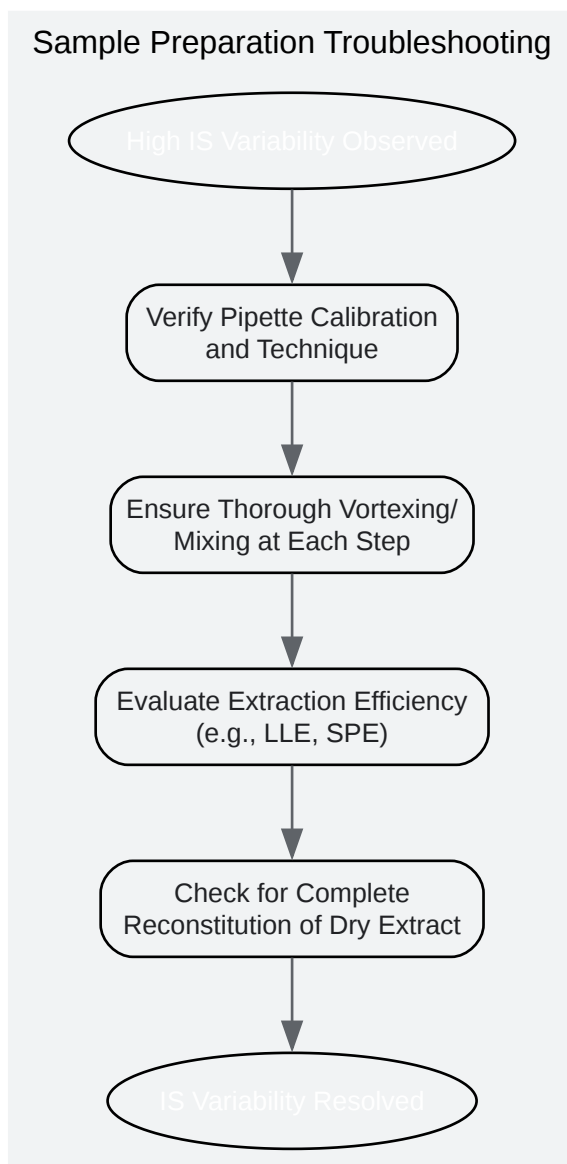 Sample Preparation Troubleshooting
High IS Variability Observed
Verify Pipette Calibration
and Technique
Ensure Thorough Vortexing/
Mixing at Each Step
Evaluate Extraction Efficiency
(e.g., LLE, SPE)
Check for Complete
Reconstitution of Dry Extract
IS Variability Resolved